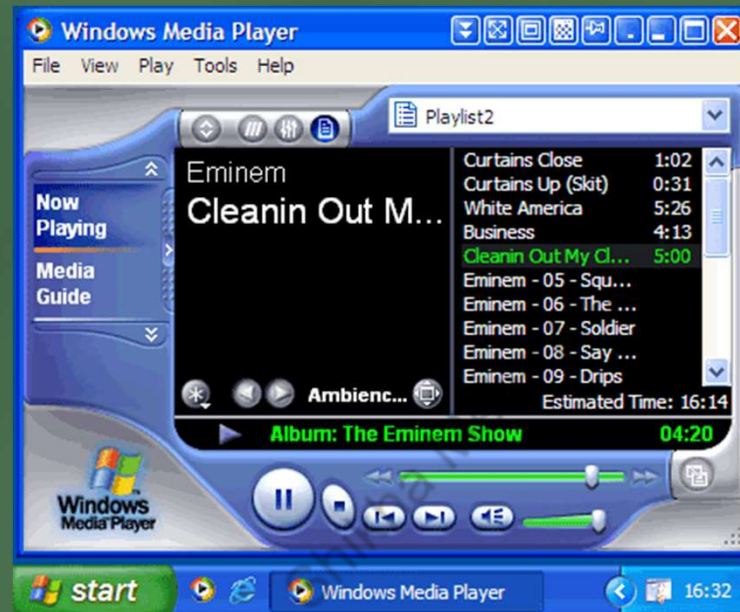 Windows Media Player
File View Play Tools Help
Playlist2
Now
Playing
Media
Guide
Eminem
Cleanin Out M...
Ambienc...
Curtains Close 1:02
Curtains Up (Skit) 0:31
White America 5:26
Business 4:13
Cleanin Out My Cl... 5:00
Eminem - 05 - Squ...
Eminem - 06 - The ...
Eminem - 07 - Soldier
Eminem - 08 - Say ...
Eminem - 09 - Drips
Estimated Time: 16:14
Album: The Eminem Show 04:20
Windows
Media Player
start Windows Media Player 16:32